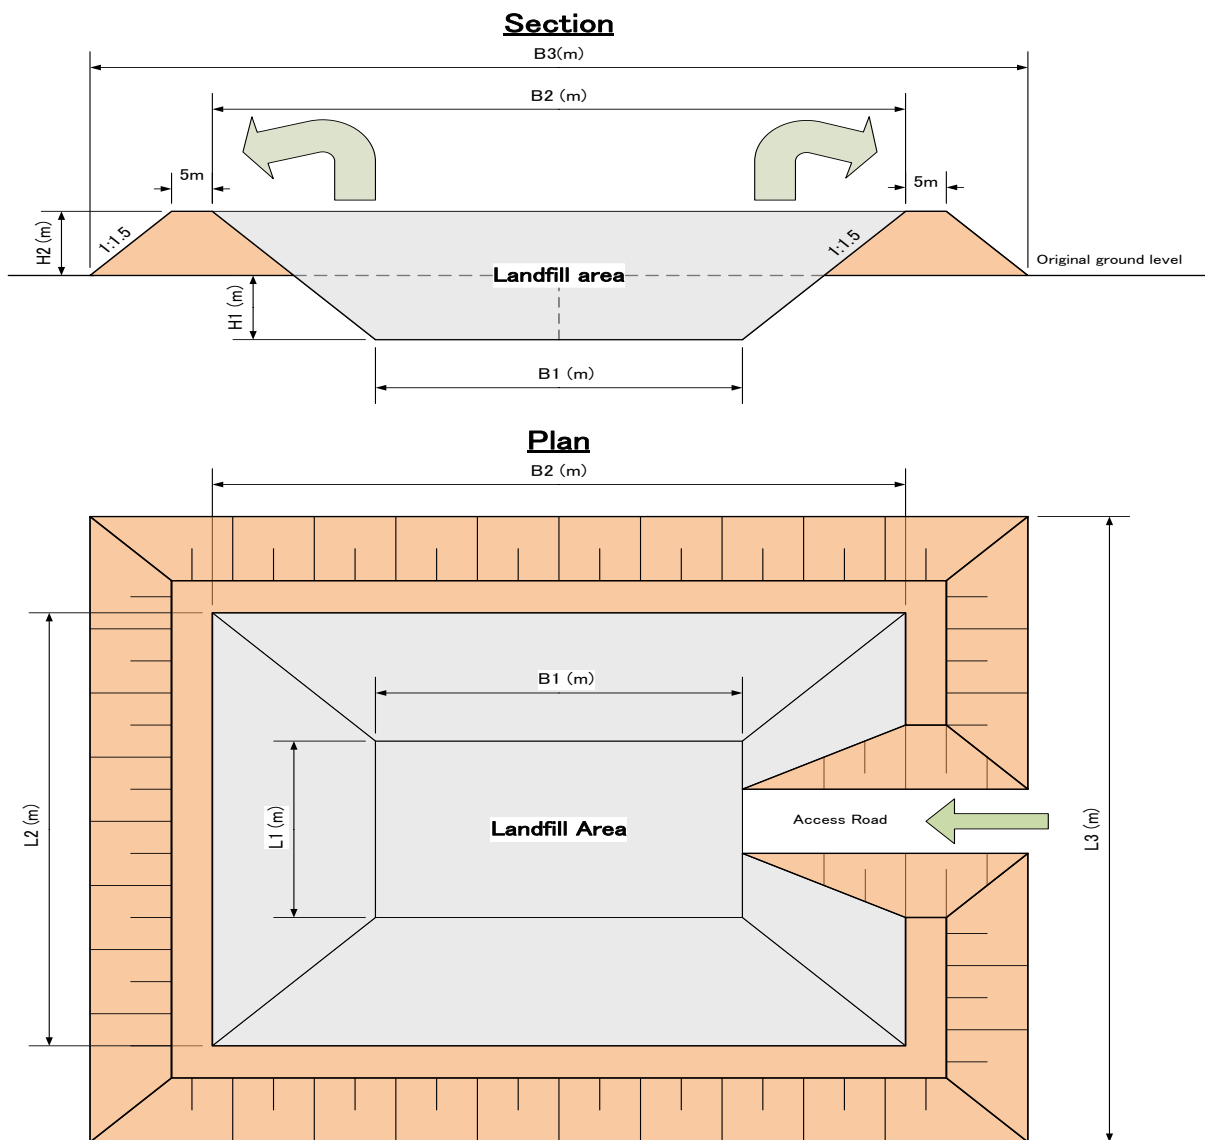 Section
B3(m)
B2 (m)
5m
5m
H2 (m)
1:1.5
1:1.5
Landfill area
Original ground level
H1 (m)
B1 (m)
Plan
B2 (m)
B1 (m)
L2 (m)
L1 (m)
Landfill Area
Access Road
L3 (m)